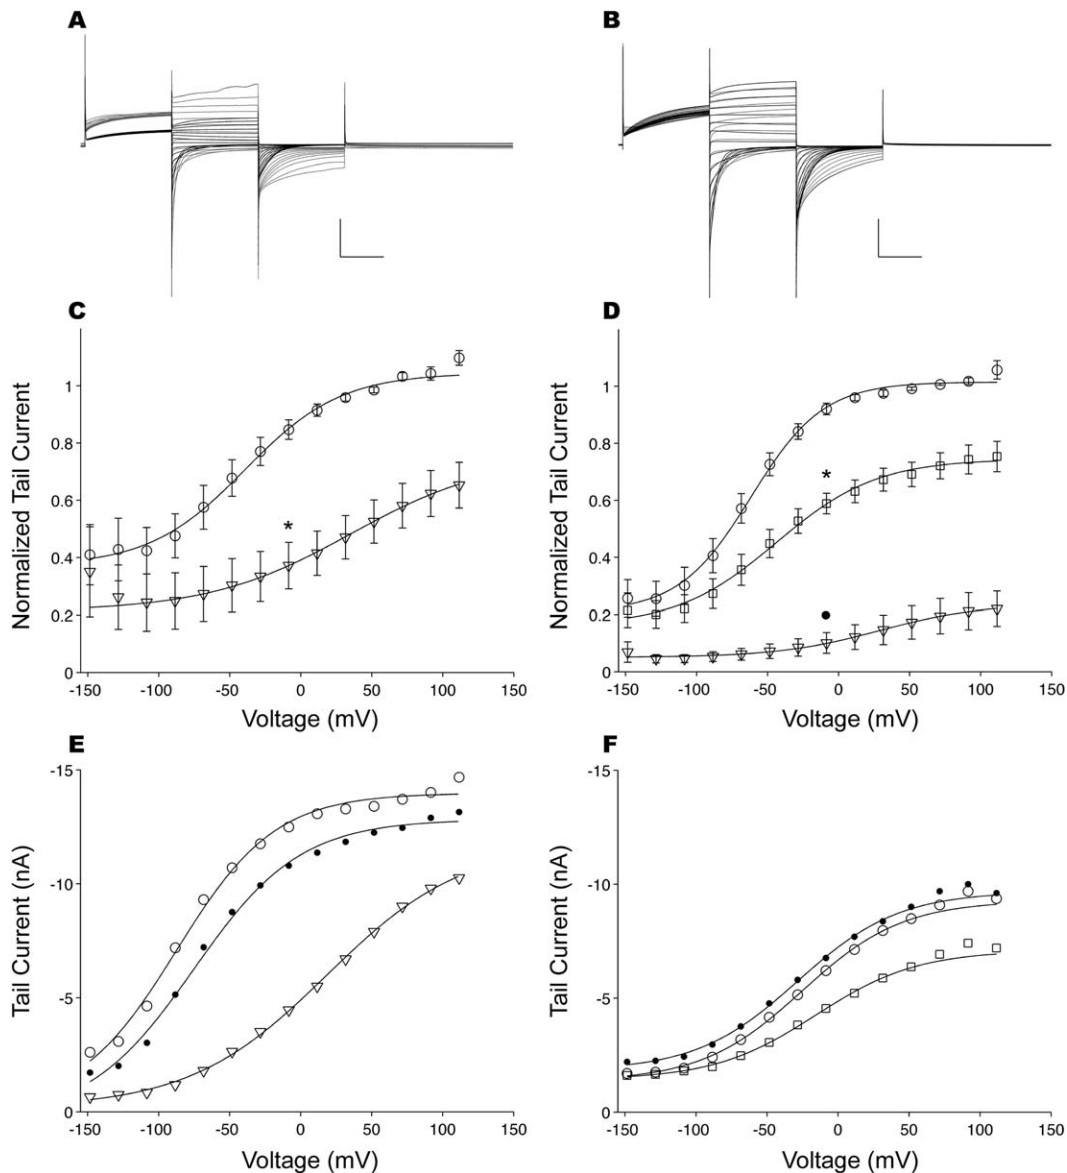 A
B
C
Normalized Tail Current
1
0.8
0.6
0.4
0.2
0
*
-150 -100 -50 0 50 100 150
Voltage (mV)
D
Normalized Tail Current
1
0.8
0.6
0.4
0.2
0
*
-150 -100 -50 0 50 100 150
Voltage (mV)
E
Tail Current (nA)
-15
-10
-5
0
-150 -100 -50 0 50 100 150
Voltage (mV)
F
Tail Current (nA)
-15
-10
-5
0
-150 -100 -50 0 50 100 150
Voltage (mV)